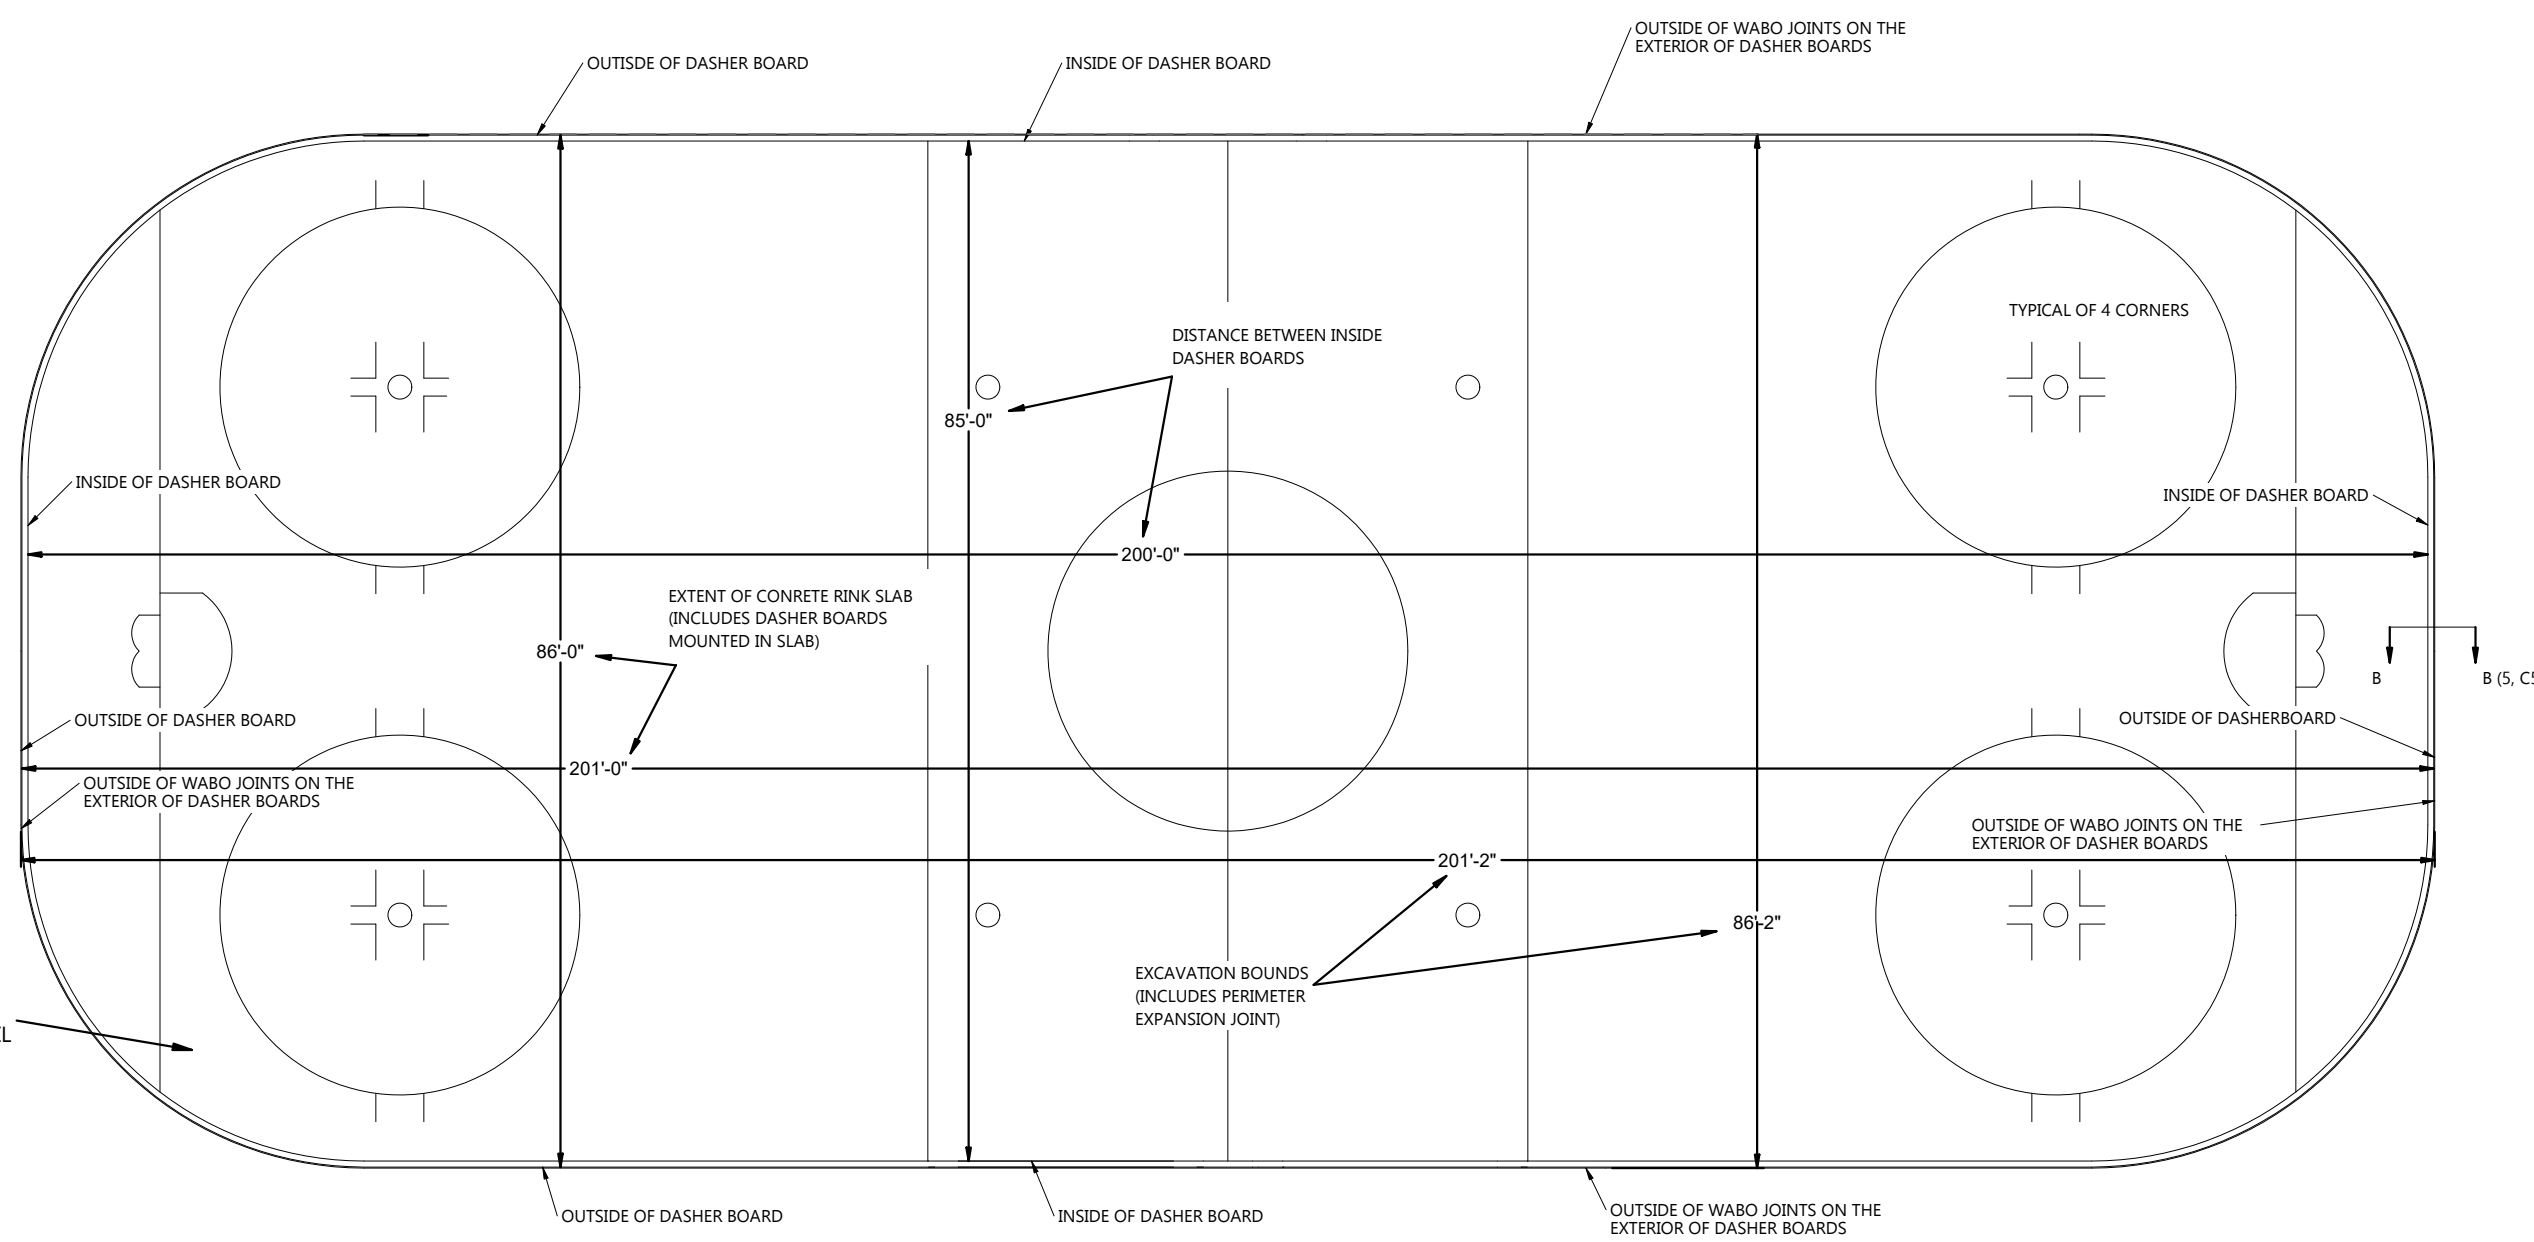 OUTSIDE OF WABO JOINTS ON THE
EXTERIOR OF DASHER BOARDS
OUTISDE OF DASHER BOARD
INSIDE OF DASHER BOARD
TYPICAL OF 4 CORNERS
DISTANCE BETWEEN INSIDE
DASHER BOARDS
85'-0"
INSIDE OF DASHER BOARD
INSIDE OF DASHER BOARD
200'-0"
EXTENT OF CONRETE RINK SLAB
(INCLUDES DASHER BOARDS
MOUNTED IN SLAB)
86'-0"
B
B (5,
OUTSIDE OF DASHER BOARD
OUTSIDE OF DASHERBOARD
201'-0"
OUTSIDE OF WABO JOINTS ON THE
EXTERIOR OF DASHER BOARDS
OUTSIDE OF WABO JOINTS ON THE
EXTERIOR OF DASHER BOARDS
201'-2"
86'-2"
EXCAVATION BOUNDS
(INCLUDES PERIMETER
EXPANSION JOINT)
OUTSIDE OF DASHER BOARD
INSIDE OF DASHER BOARD
OUTSIDE OF WABO JOINTS ON THE
EXTERIOR OF DASHER BOARDS